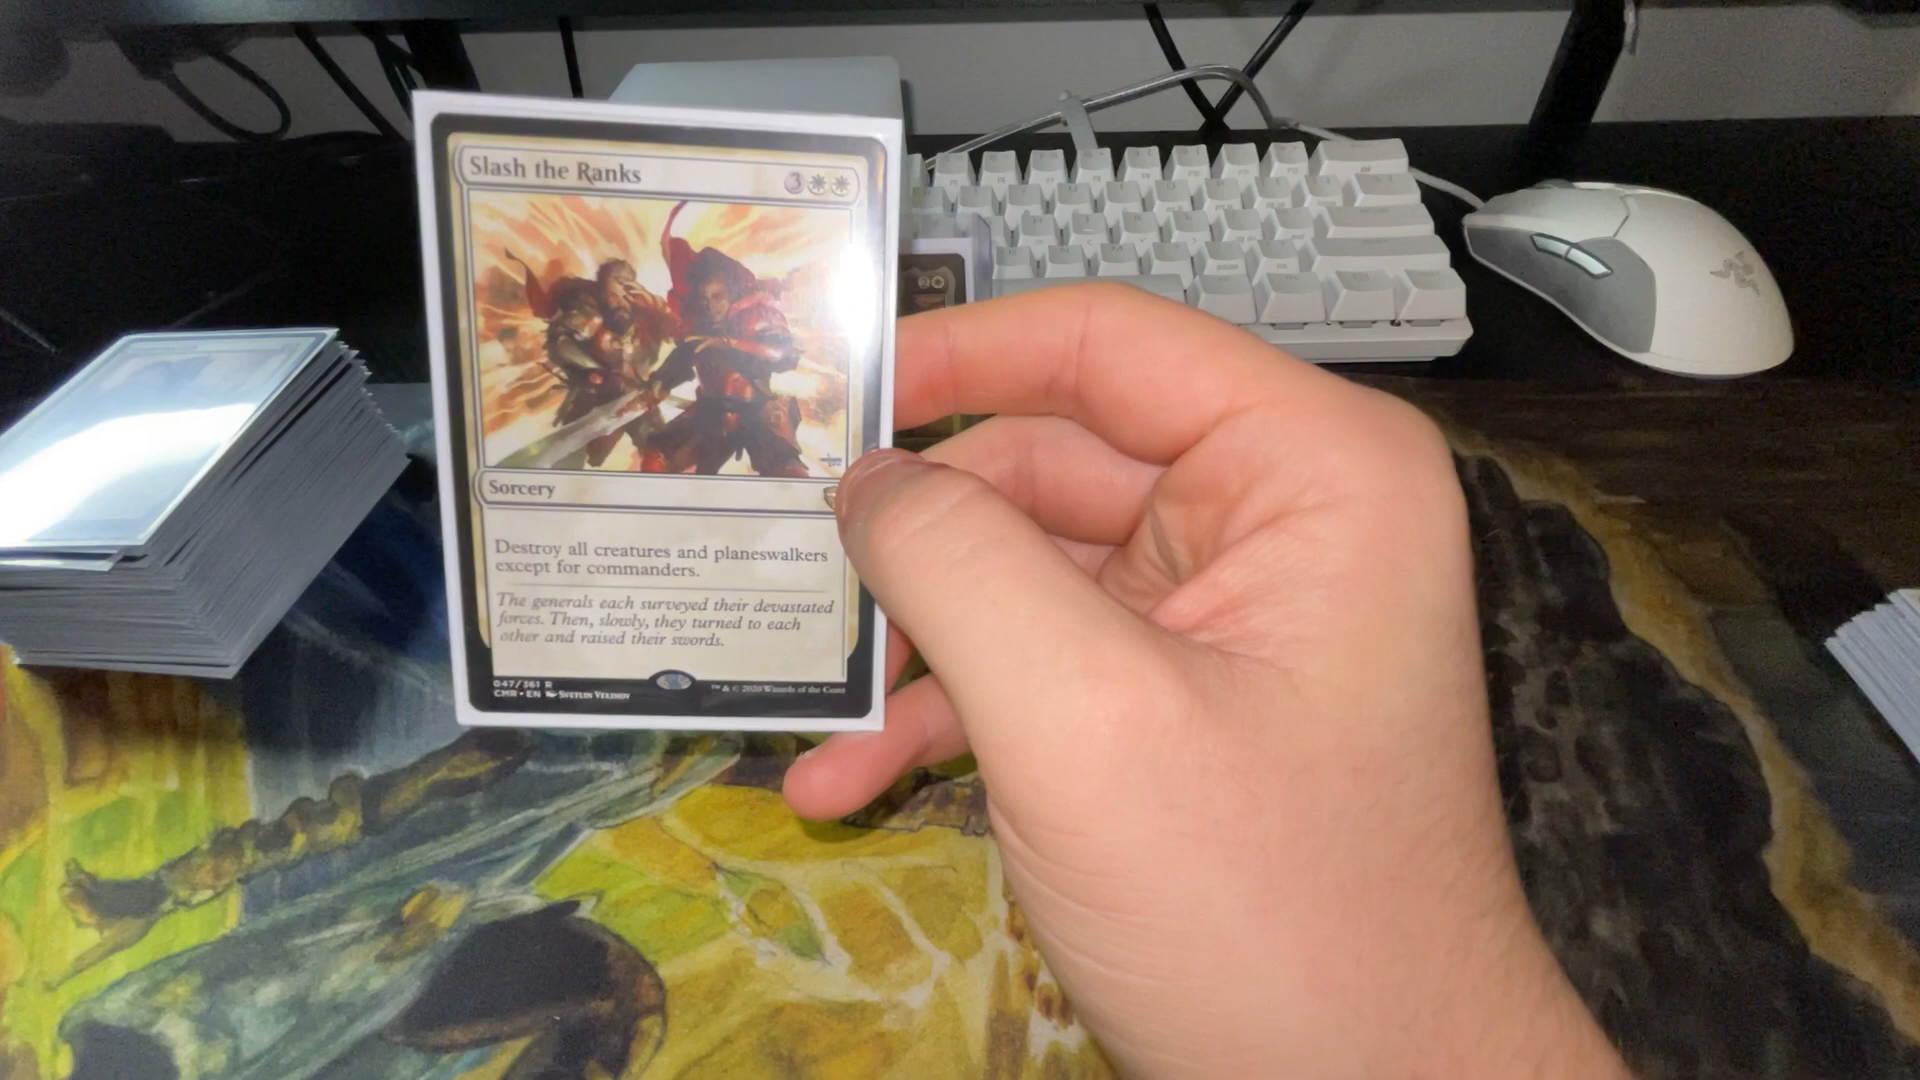 Slash the Ranks
3
Sorcery
Destroy all creatures and planeswalkers
except for commanders.
The generals each surveyed their devastated
forces. Then, slowly, they turned to each
other and raised their swords.
047/361 R
CMR • EN Svetlin Velinov
™ & © 2020 Wizards of the Coast